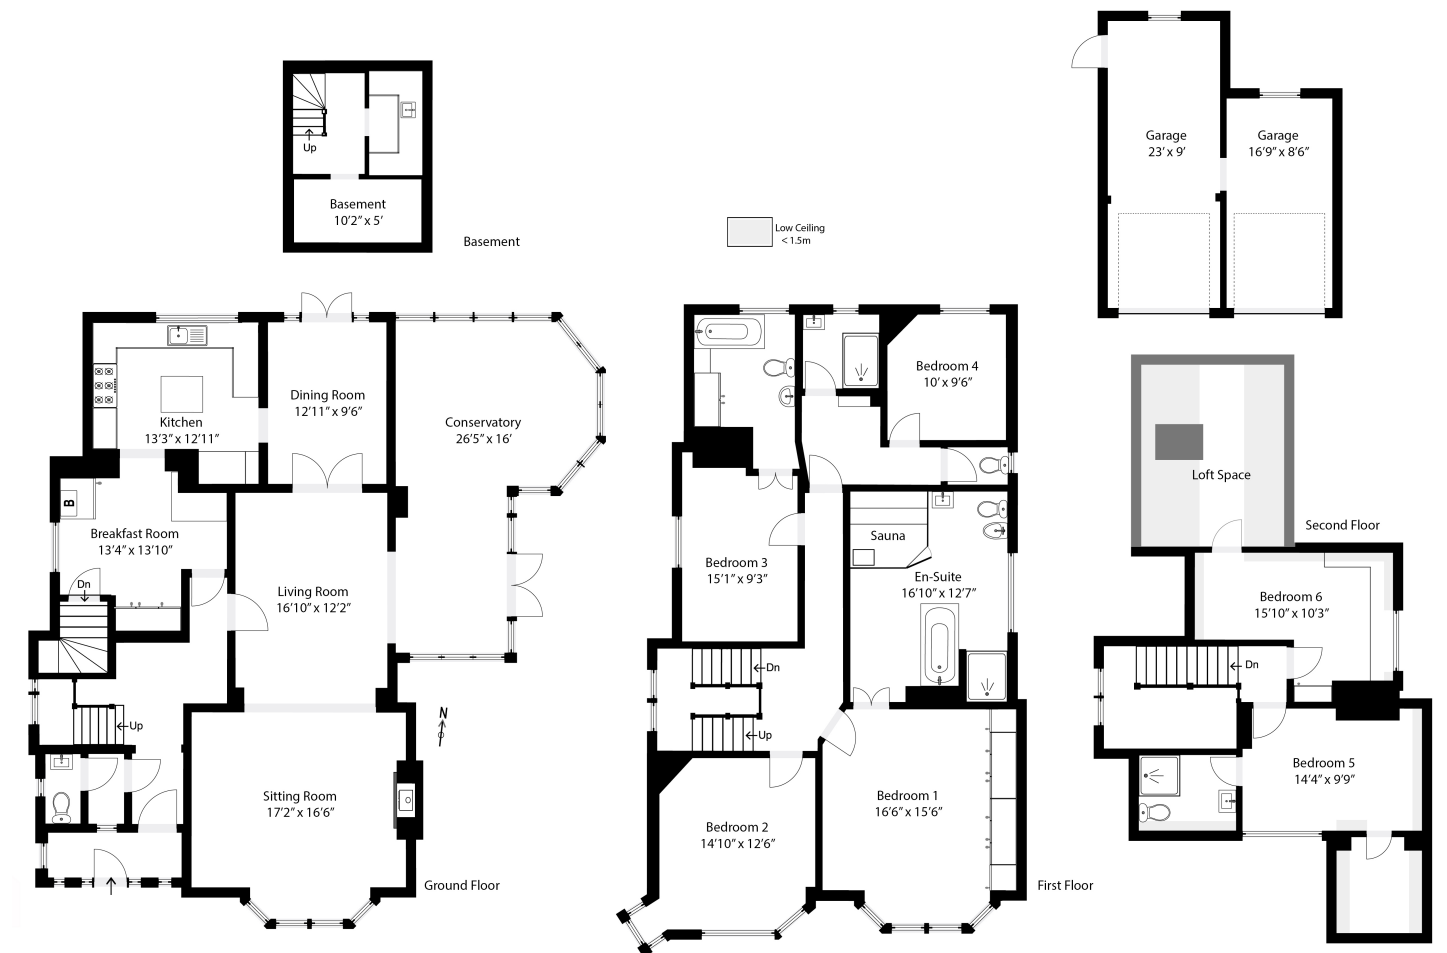 Up
Basement
10'2" x 5'
Basement
Garage
23' x 9'
Garage
16'9" x 8'6"
Low Ceiling
< 1.5m
Kitchen
13'3" x 12'11"
Dining Room
12'11" x 9'6"
Conservatory
26'5" x 16'
B
Breakfast Room
13'4" x 13'10"
Dn
Living Room
16'10" x 12'2"
Up
N
Sitting Room
17'2" x 16'6"
Ground Floor
Bedroom 4
10' x 9'6"
Sauna
Bedroom 3
15'1" x 9'3"
En-Suite
16'10" x 12'7"
Dn
Up
Bedroom 1
16'6" x 15'6"
Bedroom 2
14'10" x 12'6"
First Floor
Loft Space
Second Floor
Bedroom 6
15'10" x 10'3"
Dn
Bedroom 5
14'4" x 9'9"